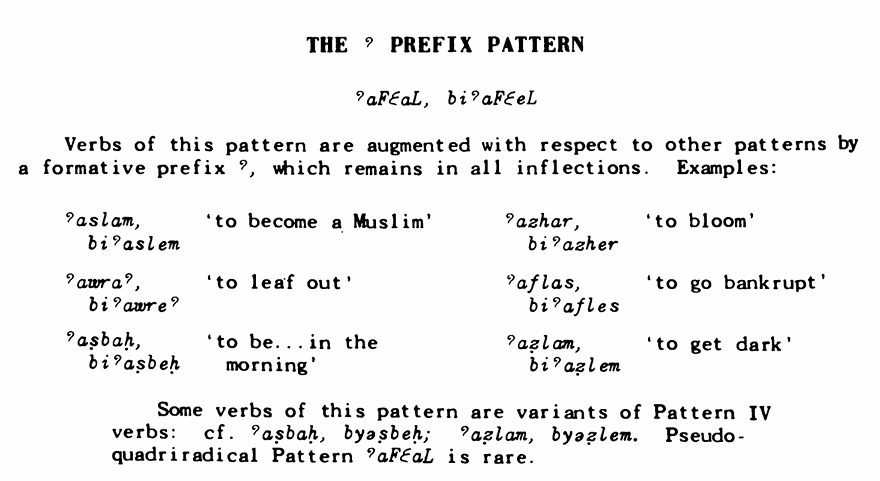 THE ˀ PREFIX PATTERN
ˀaFɛaL, biˀaFɛeL
Verbs of this pattern are augmented with respect to other patterns by
a formative prefix ˀ, which remains in all inflections. Examples:
ˀaslam, ‘to become a Muslim’ ˀazhar, ‘to bloom’
biˀaslem biˀazher
ˀawraˀ, ‘to leaf out’ ˀaflas, ‘to go bankrupt’
biˀawreˀ biˀafles
ˀaṣbaḥ, ‘to be...in the ˀaẓlam, ‘to get dark’
biˀaṣbeḥ morning’ biˀaẓlem
Some verbs of this pattern are variants of Pattern IV
verbs: cf. ˀaṣbaḥ, byəṣbeḥ; ˀaẓlam, byəẓlem. Pseudo-
quadriradical Pattern ˀaFɛaL is rare.